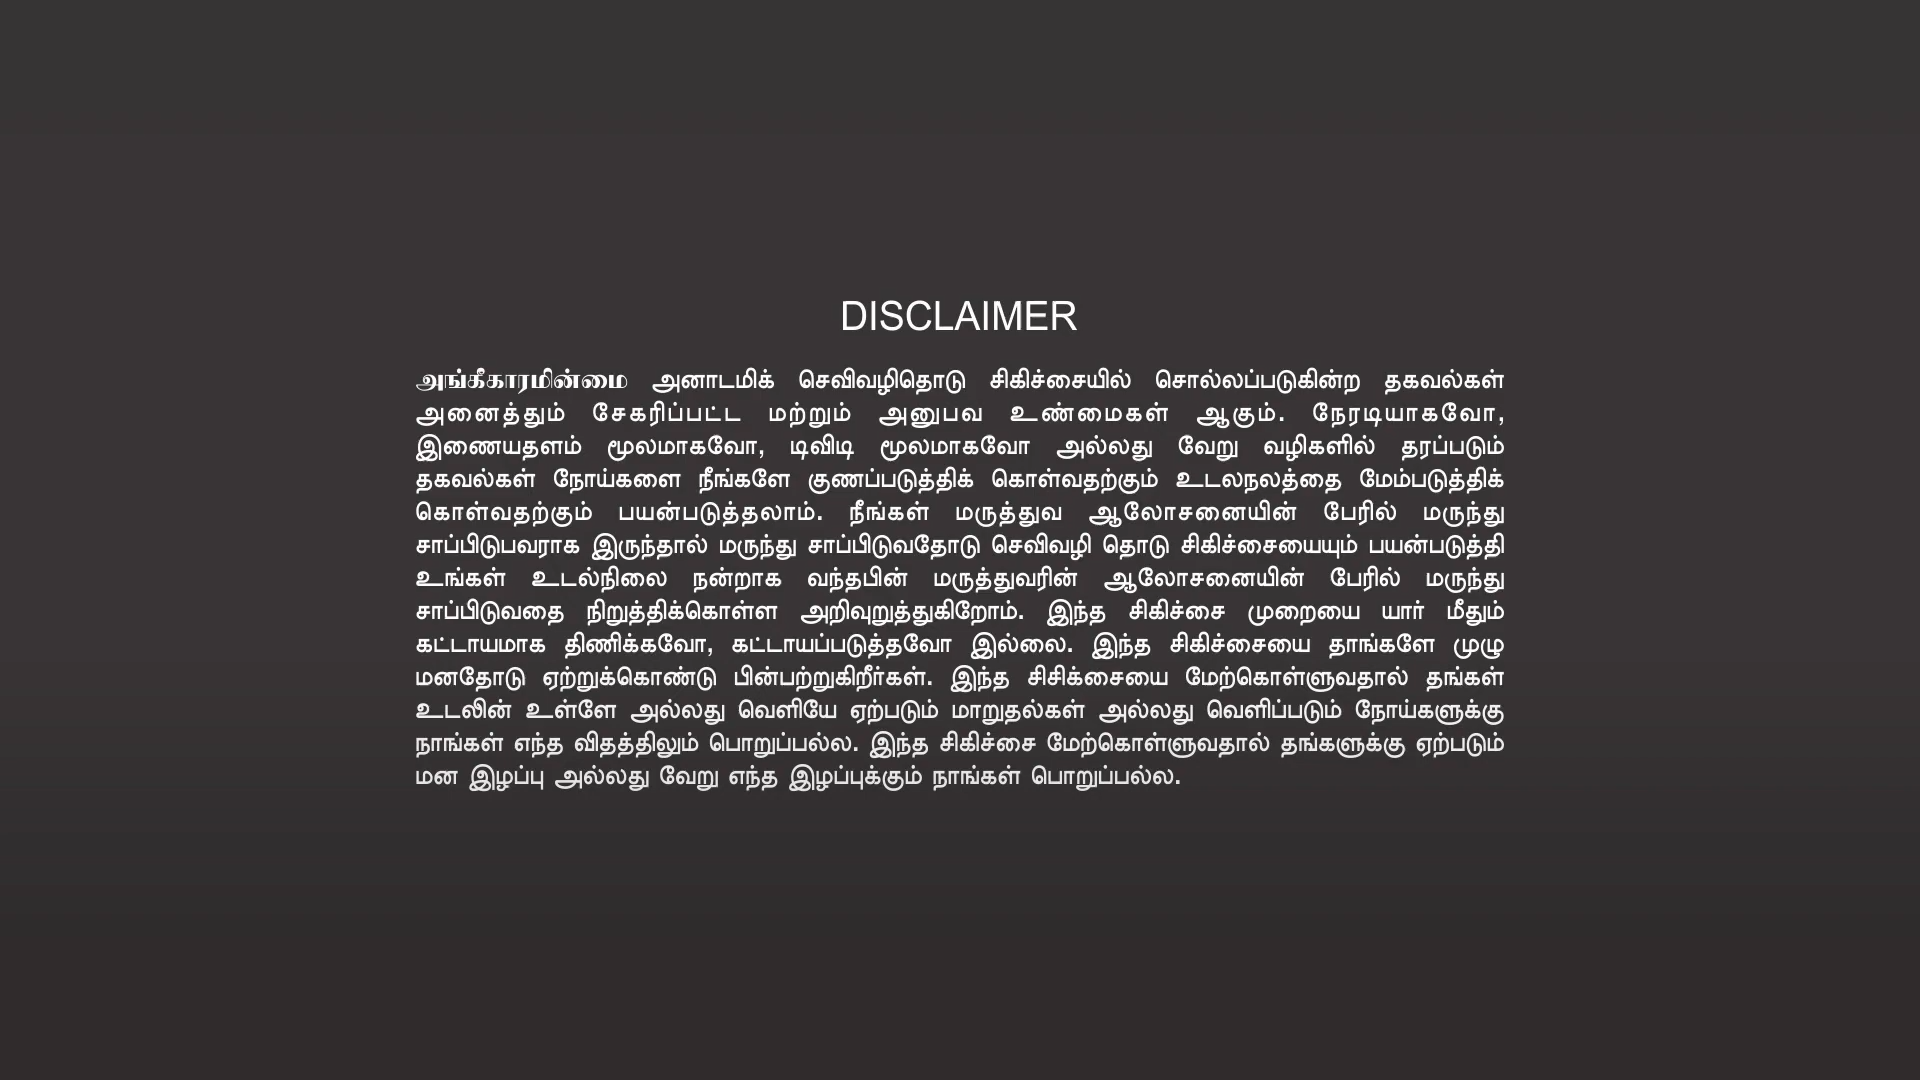 DISCLAIMER
அங்கீகாரமின்மை அனாடமிக் செவிவழிதொடு சிகிச்சையில் சொல்லப்படுகின்ற தகவல்கள்
அனைத்தும் சேகரிப்பட்ட மற்றும் அனுபவ உண்மைகள் ஆகும். நேரடியாகவோ,
இணையதளம் மூலமாகவோ, டிவிடி மூலமாகவோ அல்லது வேறு வழிகளில் தரப்படும்
தகவல்கள் நோய்களை நீங்களே குணப்படுத்திக் கொள்வதற்கும் உடலநலத்தை மேம்படுத்திக்
கொள்வதற்கும் பயன்படுத்தலாம். நீங்கள் மருத்துவ ஆலோசனையின் பேரில் மருந்து
சாப்பிடுபவராக இருந்தால் மருந்து சாப்பிடுவதோடு செவிவழி தொடு சிகிச்சையையும் பயன்படுத்தி
உங்கள் உடல்நிலை நன்றாக வந்தபின் மருத்துவரின் ஆலோசனையின் பேரில் மருந்து
சாப்பிடுவதை நிறுத்திக்கொள்ள அறிவுறுத்துகிறோம். இந்த சிகிச்சை முறையை யார் மீதும்
கட்டாயமாக திணிக்கவோ, கட்டாயப்படுத்தவோ இல்லை. இந்த சிகிச்சையை தாங்களே முழு
மனதோடு ஏற்றுக்கொண்டு பின்பற்றுகிறீர்கள். இந்த சிசிக்சையை மேற்கொள்ளுவதால் தங்கள்
உடலின் உள்ளே அல்லது வெளியே ஏற்படும் மாறுதல்கள் அல்லது வெளிப்படும் நோய்களுக்கு
நாங்கள் எந்த விதத்திலும் பொறுப்பல்ல. இந்த சிகிச்சை மேற்கொள்ளுவதால் தங்களுக்கு ஏற்படும்
மன இழப்பு அல்லது வேறு எந்த இழப்புக்கும் நாங்கள் பொறுப்பல்ல.